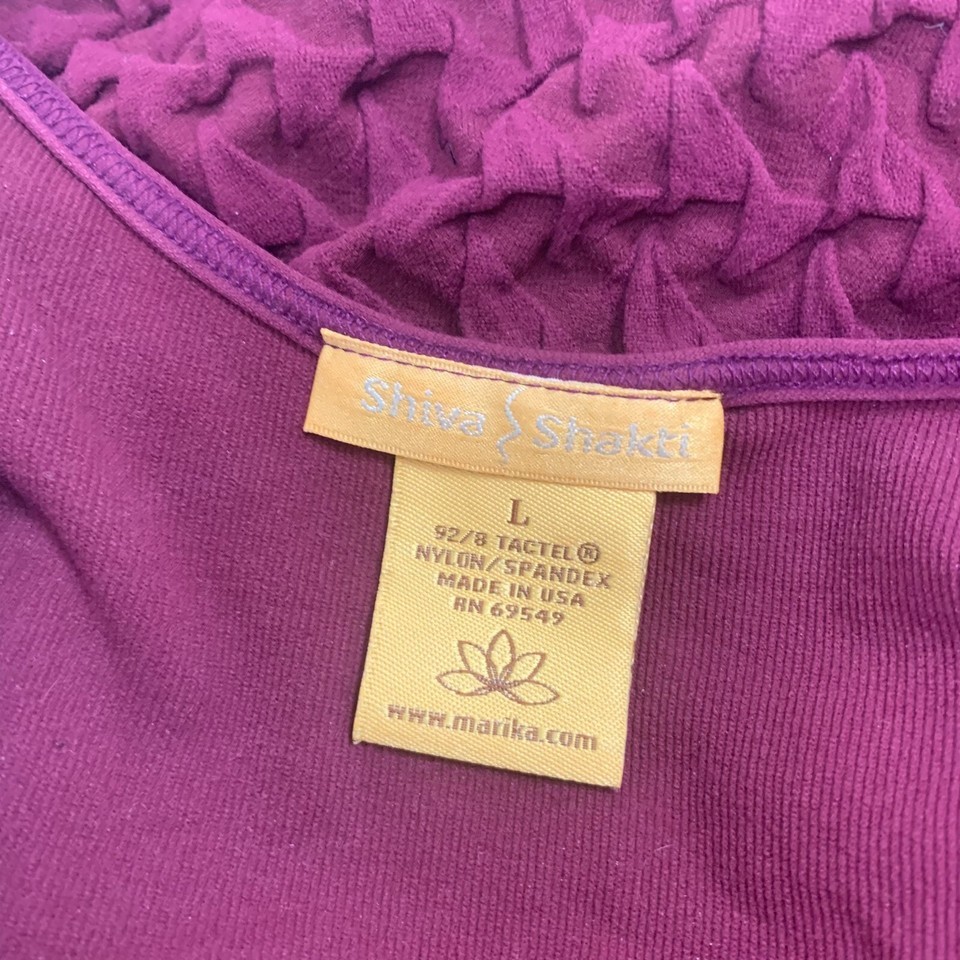 Shiva Shakti
L
92/8 TACTEL®
NYLON/SPANDEX
MADE IN USA
RN 69549
www.marika.com